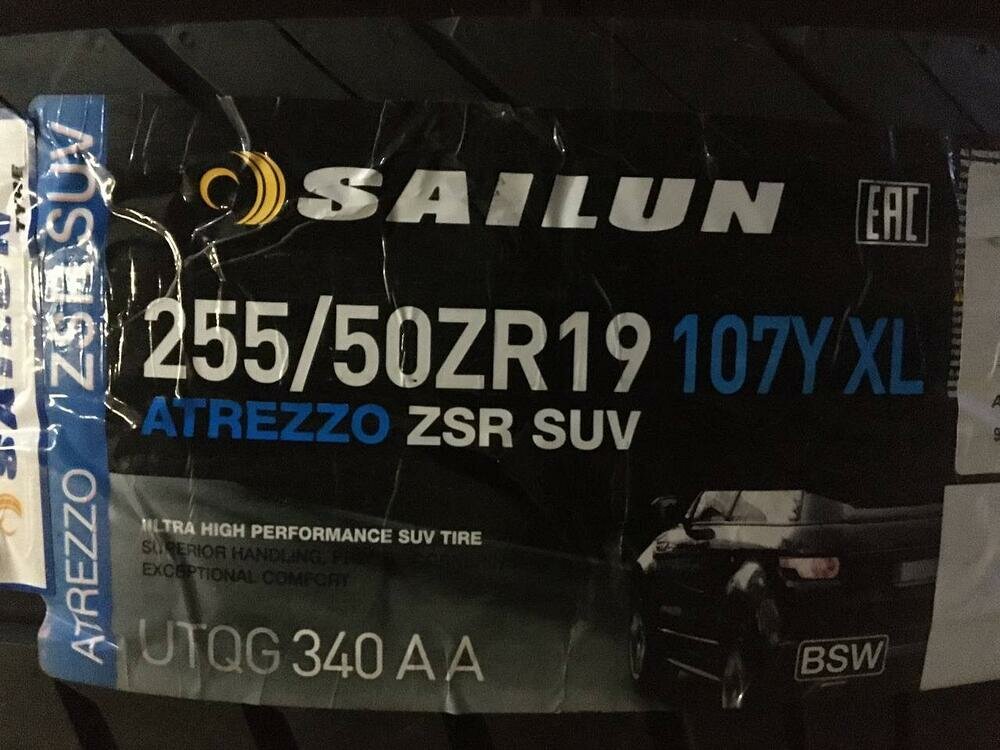 SAILUN
EAC
255/50ZR19 107Y XL
ATREZZO ZSR SUV
ULTRA HIGH PERFORMANCE SUV TIRE
SUPERIOR HANDLING,
EXCEPTIONAL COMFORT
UTQG 340 A A
BSW
ATREZZO ZSR SUV
SAILUN